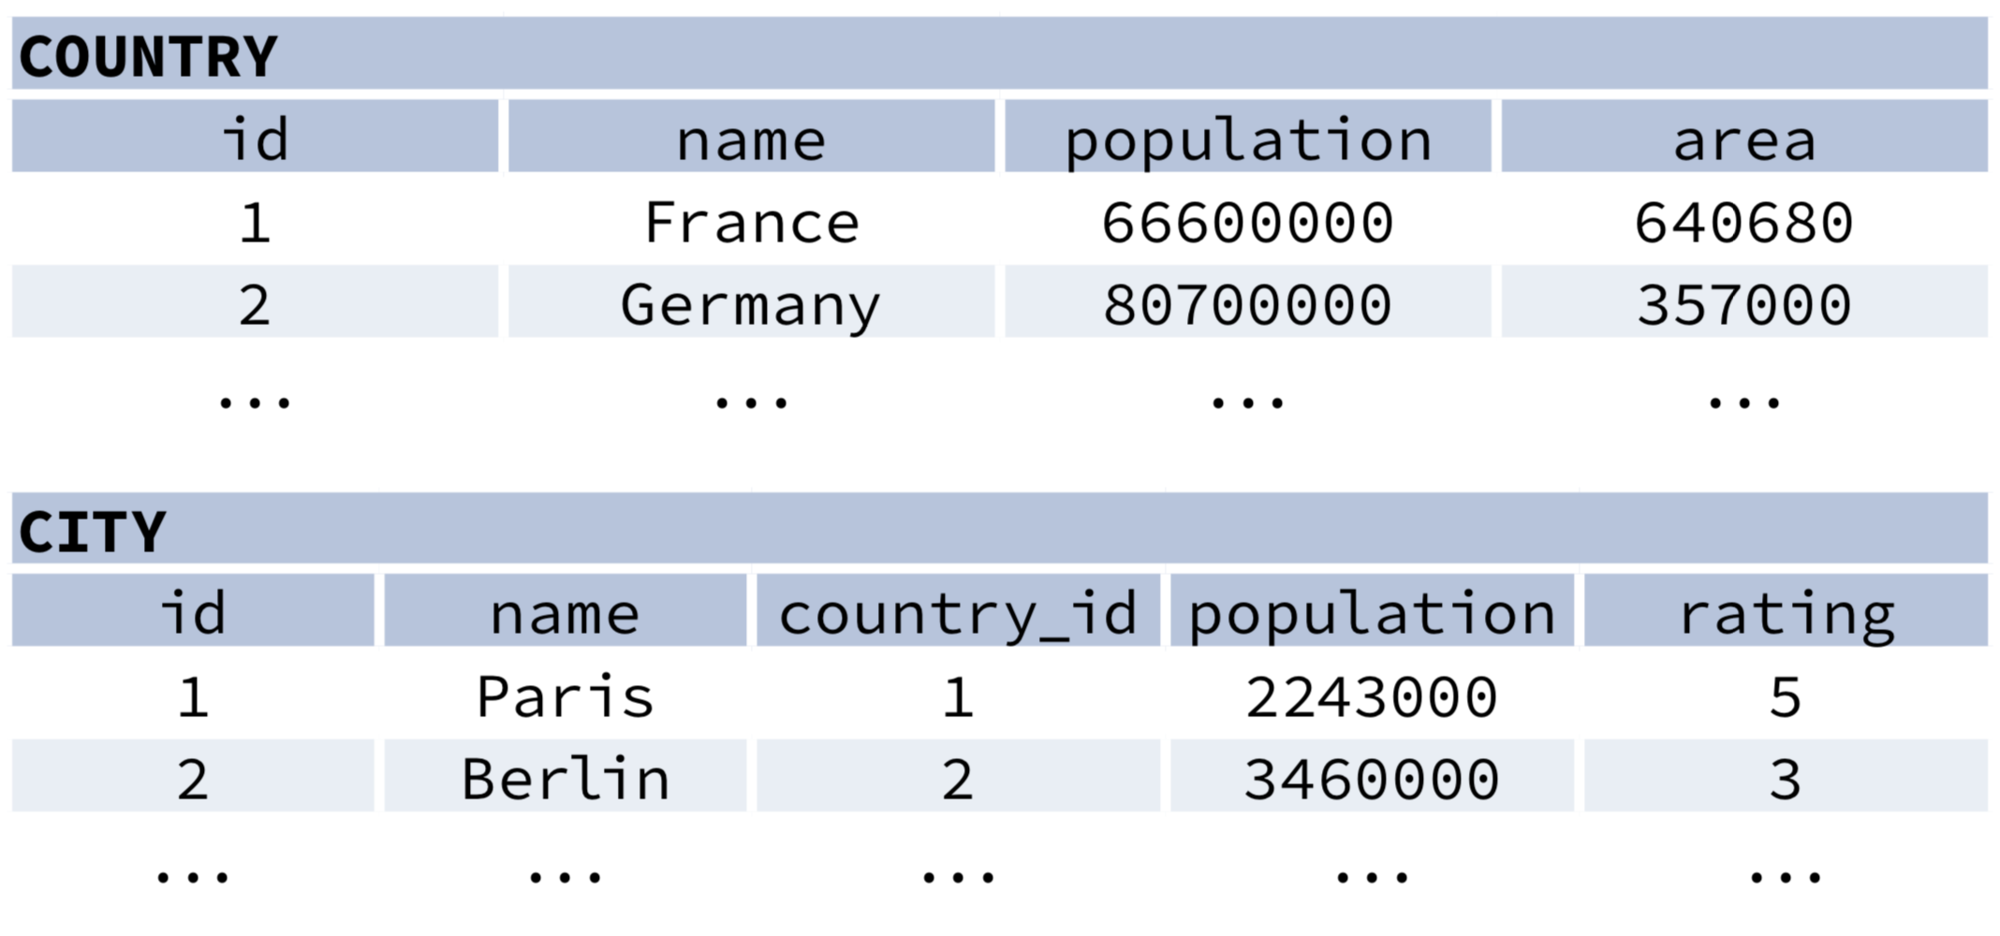 COUNTRY
id name population area
1 France 66600000 640680
2 Germany 80700000 357000
... ... ... ...
CITY
id name country_id population rating
1 Paris 1 2243000 5
2 Berlin 2 3460000 3
... ... ... ... ...